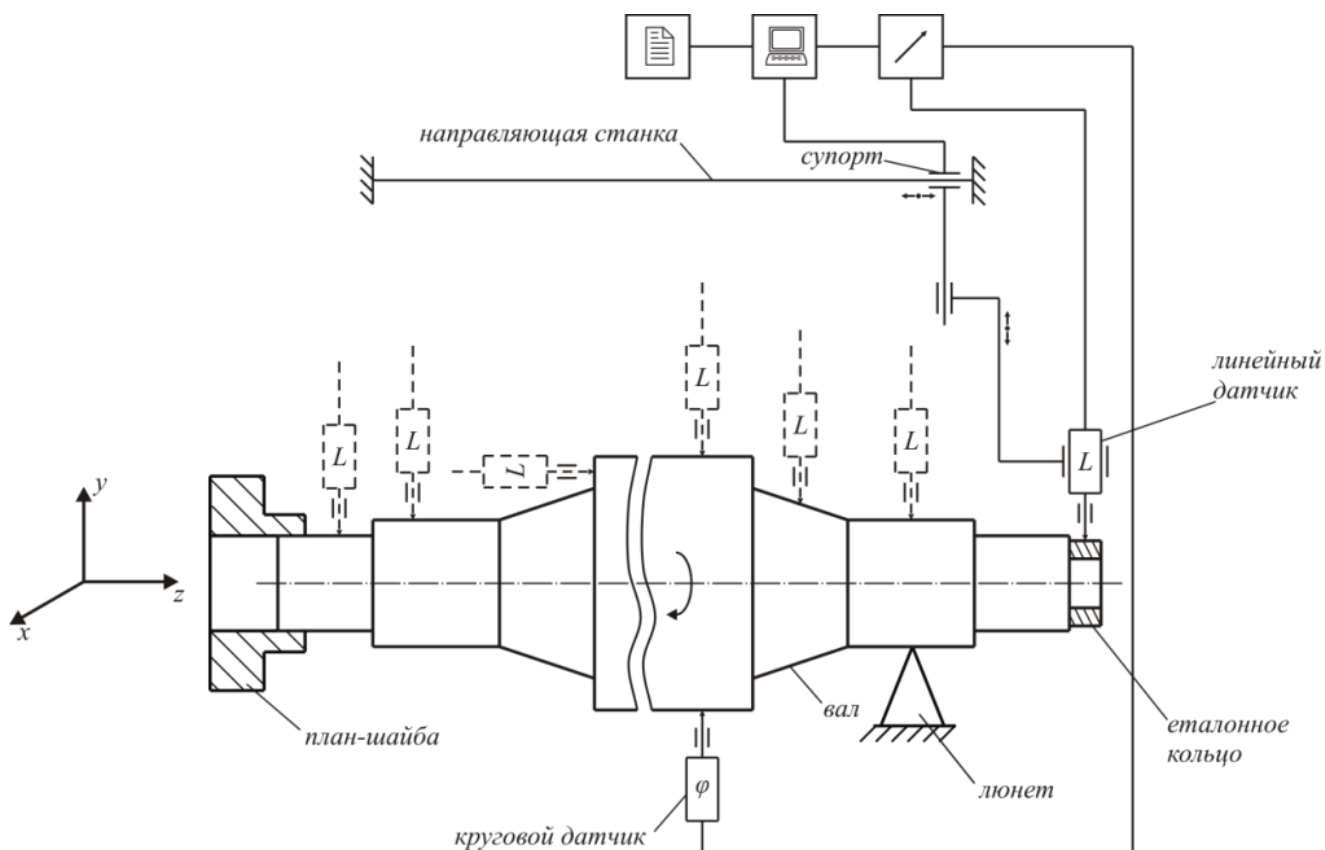 направляющая станка
супорт
линейный
датчик
L
L
L
L
L
L
L
y
z
x
план-шайба
вал
еталонное
кольцо
люнет
φ
круговой датчик